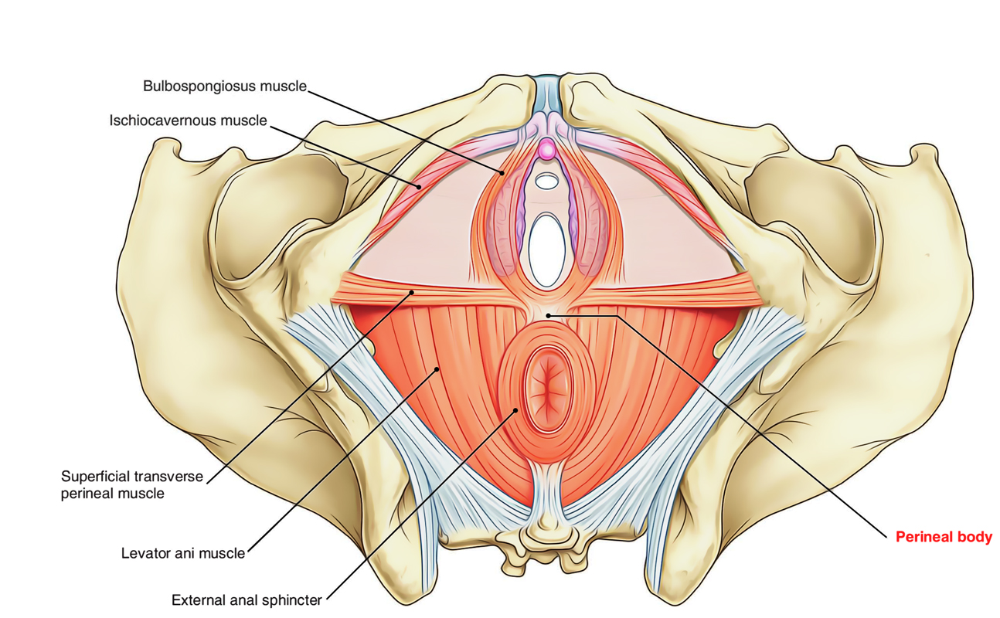 Bulbospongiosus muscle
Ischiocavernous muscle
Superficial transverse
perineal muscle
Levator ani muscle
External anal sphincter
Perineal body